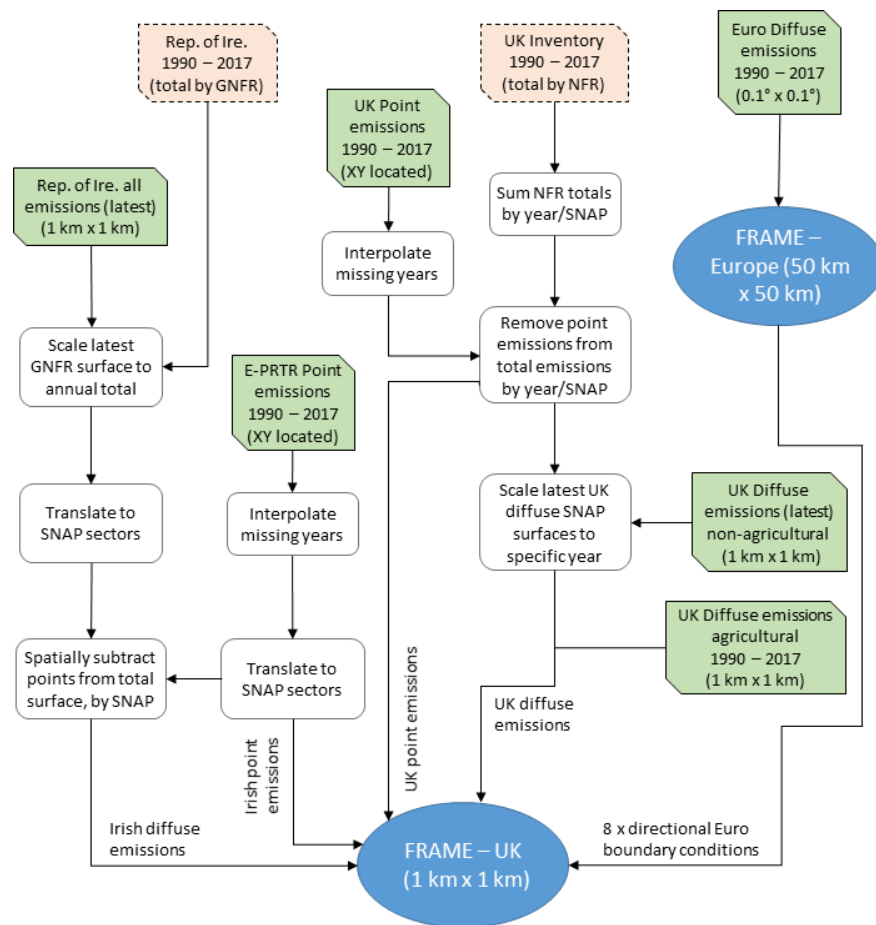 Rep. of Ire.
1990 – 2017
(total by GNFR)
UK Inventory
1990 – 2017
(total by NFR)
Euro Diffuse
emissions
1990 – 2017
(0.1° x 0.1°)
UK Point
emissions
1990 – 2017
(XY located)
Rep. of Ire. all
emissions (latest)
(1 km x 1 km)
Sum NFR totals
by year/SNAP
Interpolate
missing years
FRAME –
Europe (50 km
x 50 km)
Scale latest
GNFR surface to
annual total
Remove point
emissions from
total emissions
by year/SNAP
E-PRTR Point
emissions
1990 – 2017
(XY located)
Translate to
SNAP sectors
Interpolate
missing years
Scale latest UK
diffuse SNAP
surfaces to
specific year
UK Diffuse
emissions (latest)
non-agricultural
(1 km x 1 km)
UK Diffuse emissions
agricultural
1990 – 2017
(1 km x 1 km)
Spatially subtract
points from total
surface, by SNAP
Translate to
SNAP sectors
UK point emissions
UK diffuse
emissions
Irish point
emissions
Irish diffuse
emissions
FRAME – UK
(1 km x 1 km)
8 x directional Euro
boundary conditions